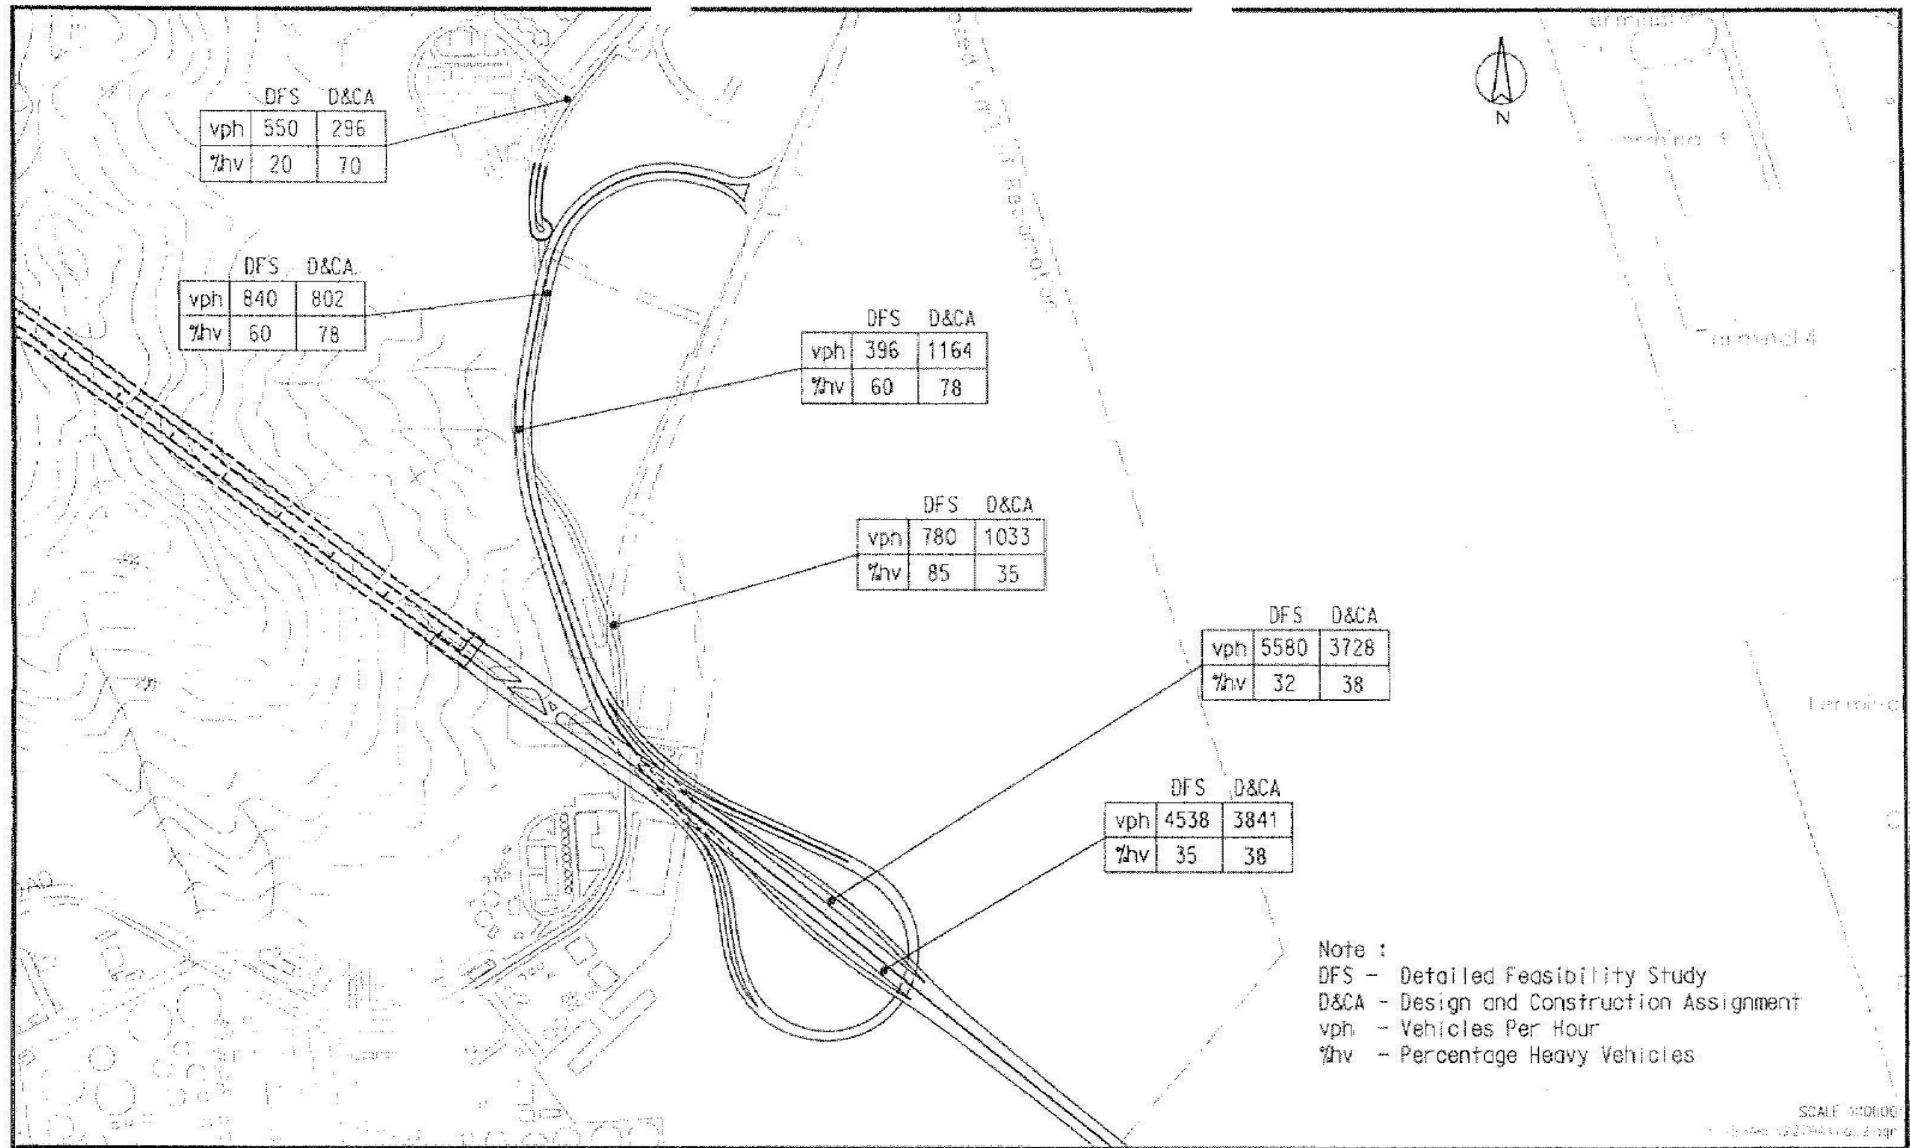 DFS D&CA
vph 550 296
%hv 20 70
DFS D&CA
vph 840 802
%hv 60 78
DFS D&CA
vph 396 1164
%hv 60 78
DFS D&CA
vph 780 1033
%hv 85 35
DFS D&CA
vph 5580 3728
%hv 32 38
DFS D&CA
vph 4538 3841
%hv 35 38
N
Terminal 4
Note :
DFS - Detailed Feasibility Study
D&CA - Design and Construction Assignment
vph - Vehicles Per Hour
%hv - Percentage Heavy Vehicles
SCALE